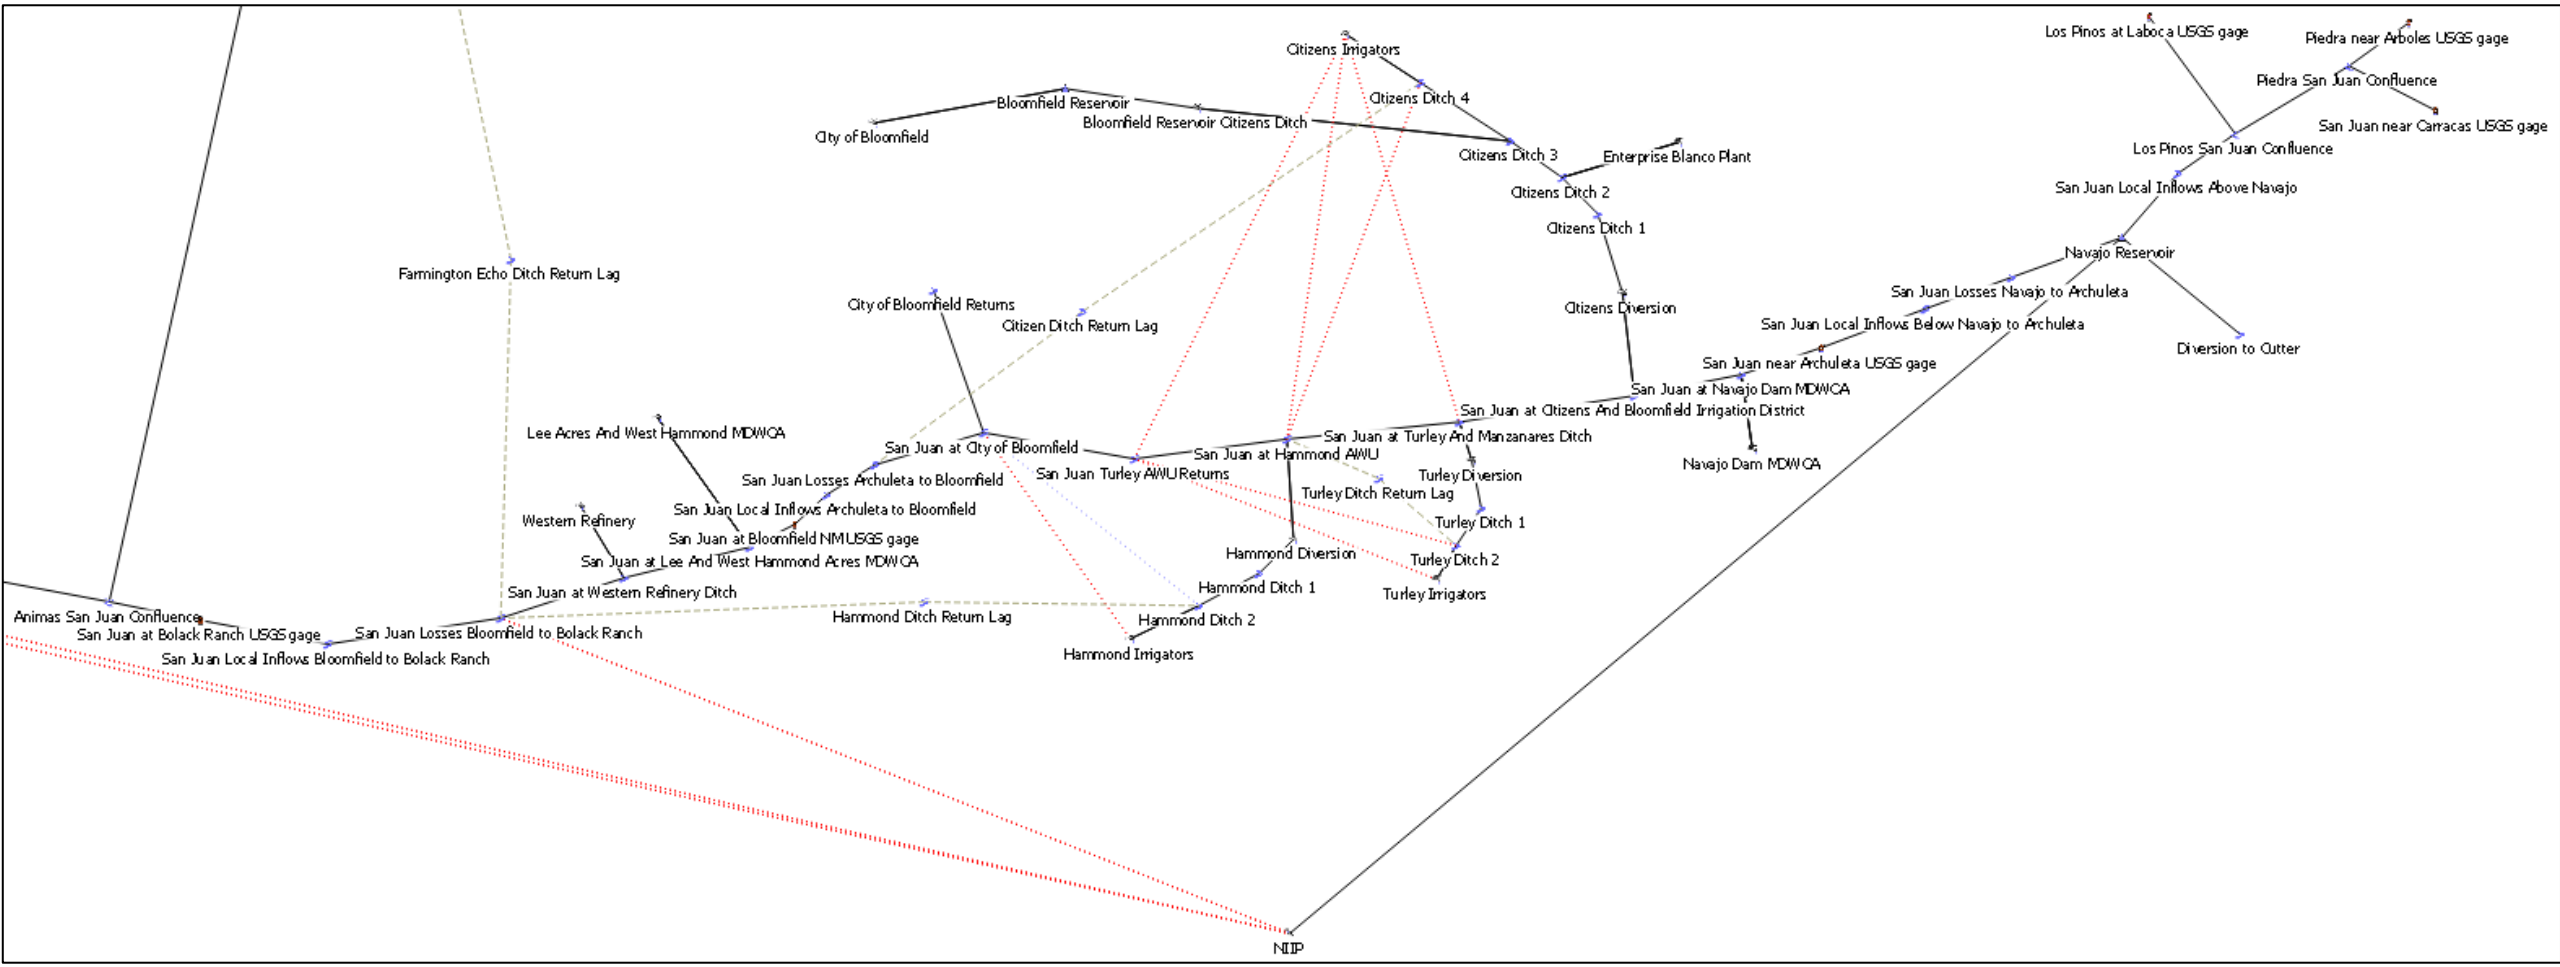 Los Pinos at Laboca USGS gage
Piedra near Arboles USGS gage
Citizens Irrigators
Piedra San Juan Confluence
Citizens Ditch 4
Bloomfield Reservoir
Bloomfield Reservoir Citizens Ditch
San Juan near Carracas USGS gage
City of Bloomfield
Los Pinos San Juan Confluence
Citizens Ditch 3
Enterprise Blanco Plant
San Juan Local Inflows Above Navajo
Citizens Ditch 2
Citizens Ditch 1
Navajo Reservoir
Farmington Echo Ditch Return Lag
San Juan Losses Navajo to Archuleta
City of Bloomfield Returns
Citizens Diversion
Citizen Ditch Return Lag
San Juan Local Inflows Below Navajo to Archuleta
Diversion to Cutter
San Juan near Archuleta USGS gage
San Juan at Navajo Dam MDWCA
San Juan at Citizens And Bloomfield Irrigation District
Lee Acres And West Hammond MDWCA
San Juan at Turley And Manzanares Ditch
San Juan at City of Bloomfield
San Juan at Hammond AWU
Navajo Dam MDWCA
San Juan Turley AWU Returns
Turley Diversion
San Juan Losses Archuleta to Bloomfield
Turley Ditch Return Lag
San Juan Local Inflows Archuleta to Bloomfield
Western Refinery
Turley Ditch 1
San Juan at Bloomfield NM USGS gage
Hammond Diversion
San Juan at Lee And West Hammond Acres MDWCA
Turley Ditch 2
Hammond Ditch 1
San Juan at Western Refinery Ditch
Turley Irrigators
Animas San Juan Confluence
Hammond Ditch Return Lag
Hammond Ditch 2
San Juan at Bolack Ranch USGS gage
San Juan Losses Bloomfield to Bolack Ranch
Hammond Irrigators
San Juan Local Inflows Bloomfield to Bolack Ranch
NIIP